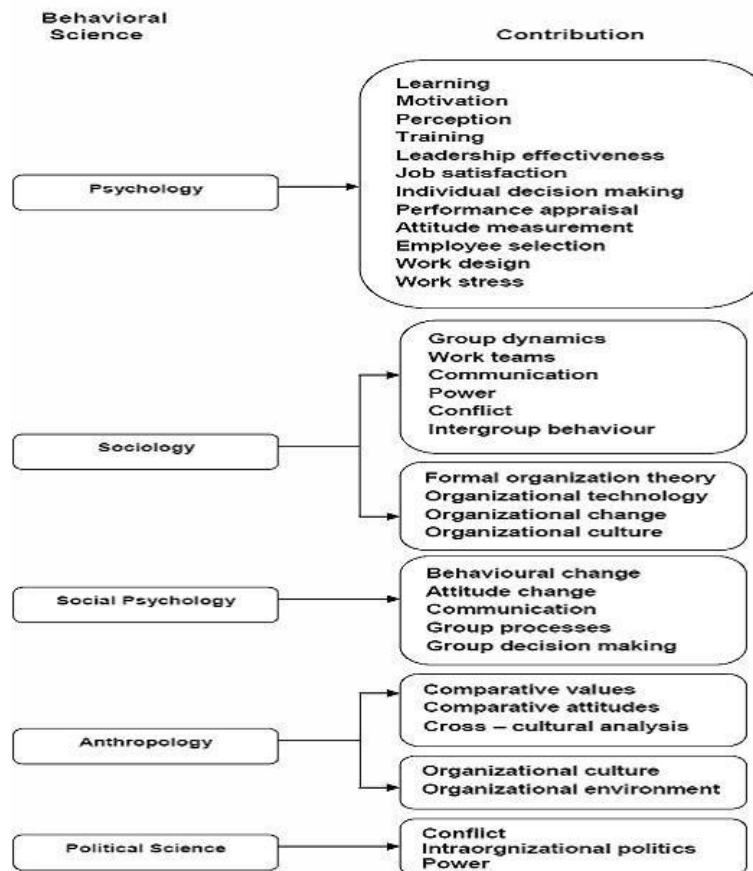 Behavioral
Science
Contribution
Psychology
Learning
Motivation
Perception
Training
Leadership effectiveness
Job satisfaction
Individual decision making
Performance appraisal
Attitude measurement
Employee selection
Work design
Work stress
Sociology
Group dynamics
Work teams
Communication
Power
Conflict
Intergroup behaviour
Formal organization theory
Organizational technology
Organizational change
Organizational culture
Social Psychology
Behavioural change
Attitude change
Communication
Group processes
Group decision making
Anthropology
Comparative values
Comparative attitudes
Cross – cultural analysis
Organizational culture
Organizational environment
Political Science
Conflict
Intraorgnizational politics
Power